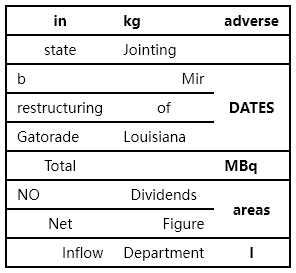 in kg adverse
state Jointing
b Mir
restructuring of DATES
Gatorade Louisiana
Total MBq
NO Dividends
areas
Net Figure
Inflow Department I